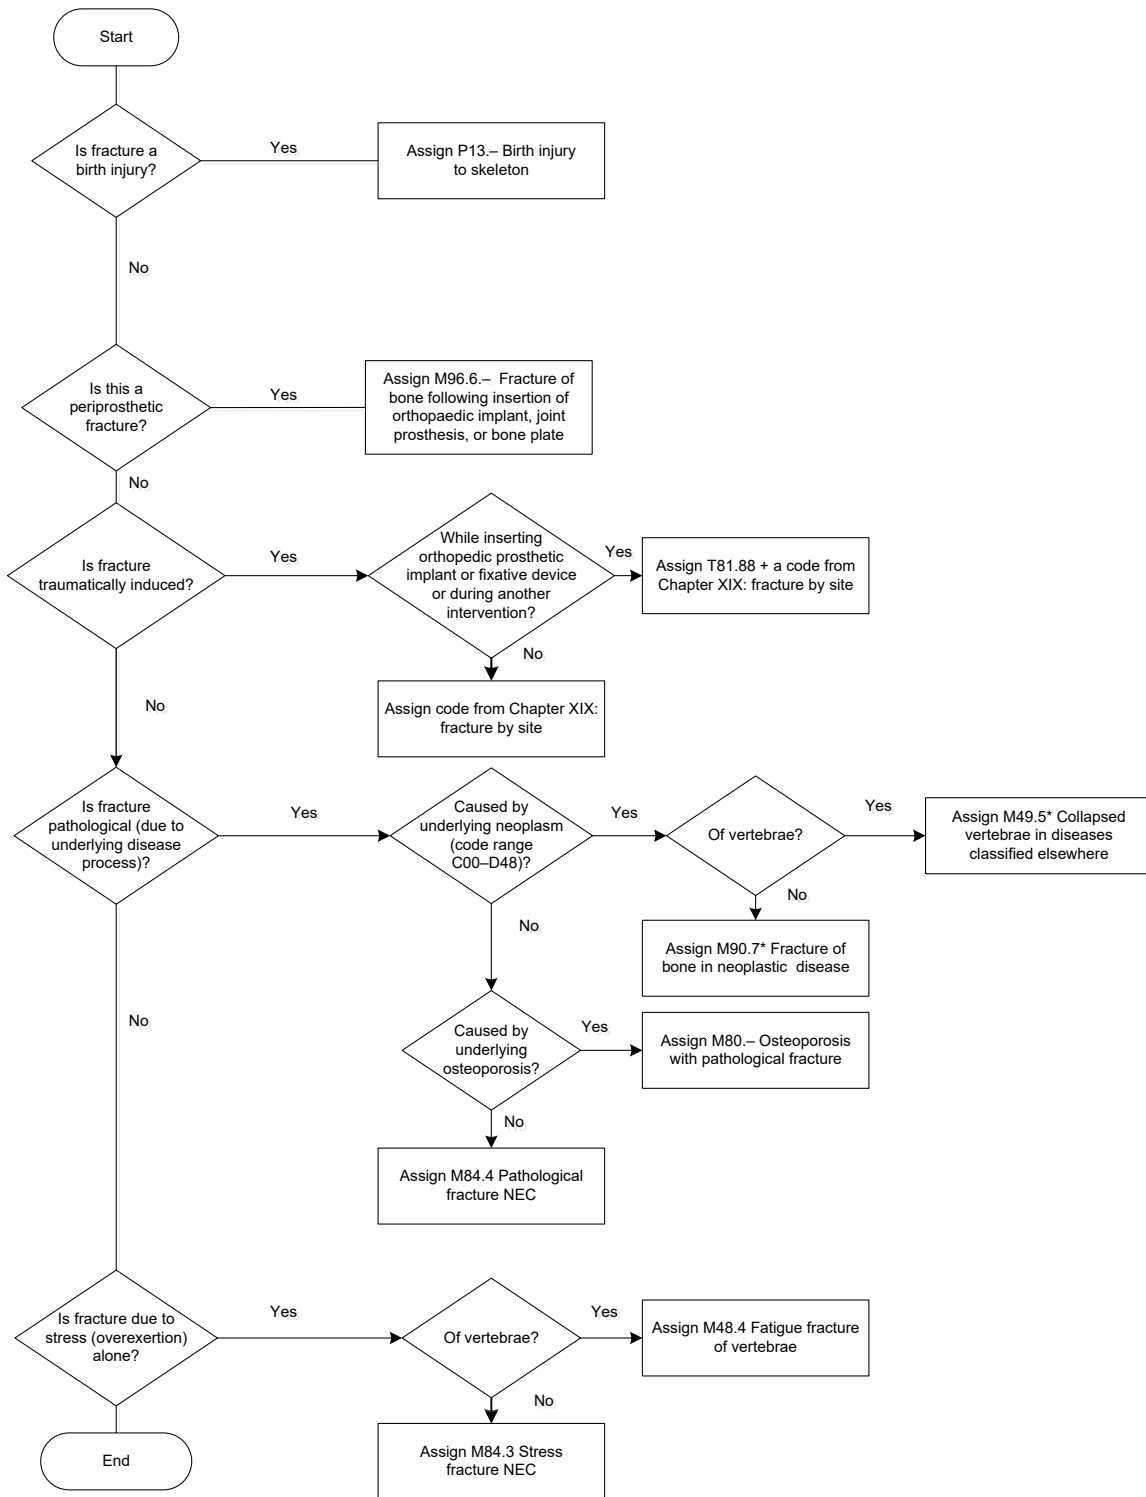 Start
Is fracture a
birth injury?
Yes
Assign P13.– Birth injury
to skeleton
No
Is this a
periprosthetic
fracture?
Yes
Assign M96.6.– Fracture of
bone following insertion of
orthopaedic implant, joint
prosthesis, or bone plate
No
Is fracture
traumatically induced?
Yes
While inserting
orthopedic prosthetic
implant or fixative device
or during another
intervention?
Yes
Assign T81.88 + a code from
Chapter XIX: fracture by site
No
Assign code from Chapter XIX:
fracture by site
No
Is fracture
pathological (due to
underlying disease
process)?
Yes
Caused by
underlying neoplasm
(code range
C00–D48)?
Yes
Of vertebrae?
Yes
Assign M49.5* Collapsed
vertebrae in diseases
classified elsewhere
No
Assign M90.7* Fracture of
bone in neoplastic disease
No
Caused by
underlying
osteoporosis?
Yes
Assign M80.– Osteoporosis
with pathological fracture
No
Assign M84.4 Pathological
fracture NEC
No
Is fracture due to
stress (overexertion)
alone?
Yes
Of vertebrae?
Yes
Assign M48.4 Fatigue fracture
of vertebrae
No
Assign M84.3 Stress
fracture NEC
End